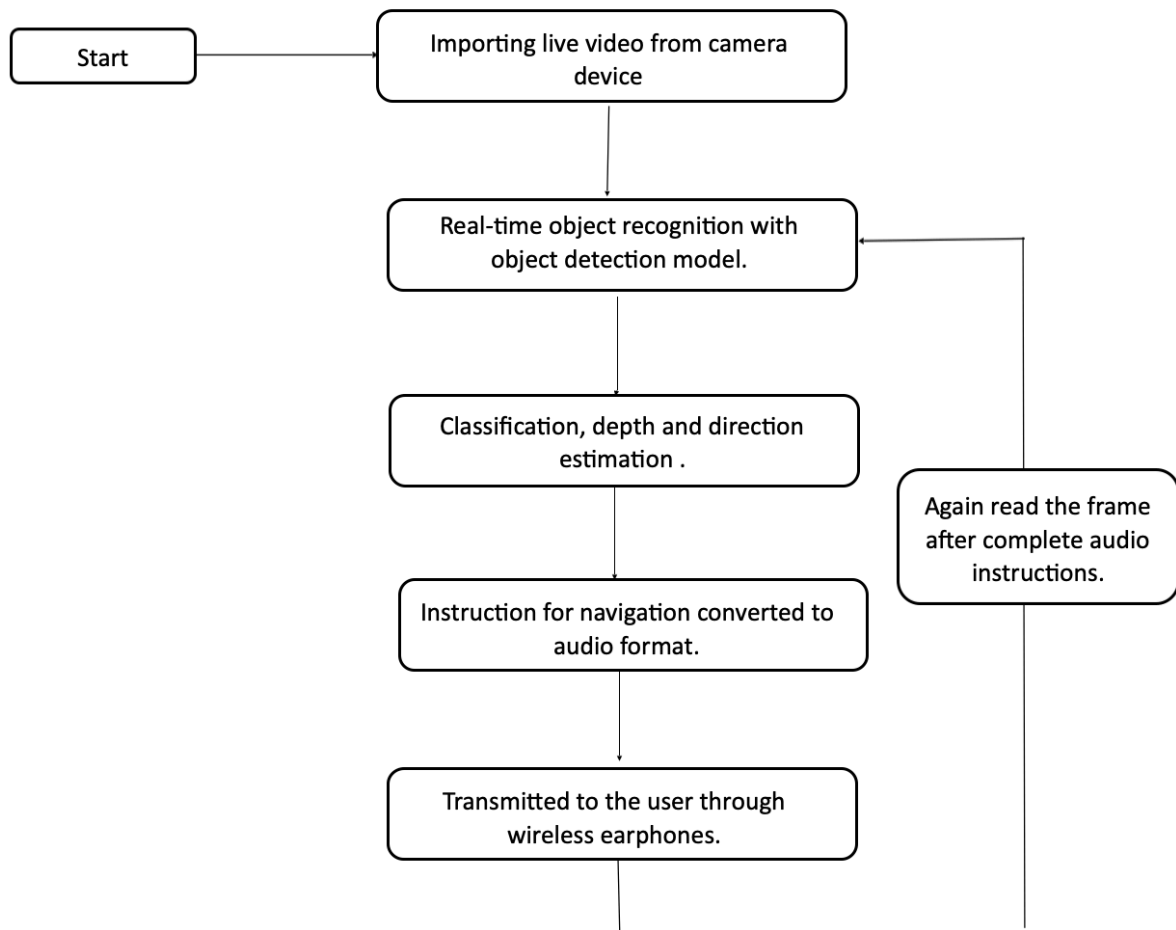 Start
Importing live video from camera
device
Real-time object recognition with
object detection model.
Classification, depth and direction
estimation .
Again read the frame
after complete audio
instructions.
Instruction for navigation converted to
audio format.
Transmitted to the user through
wireless earphones.